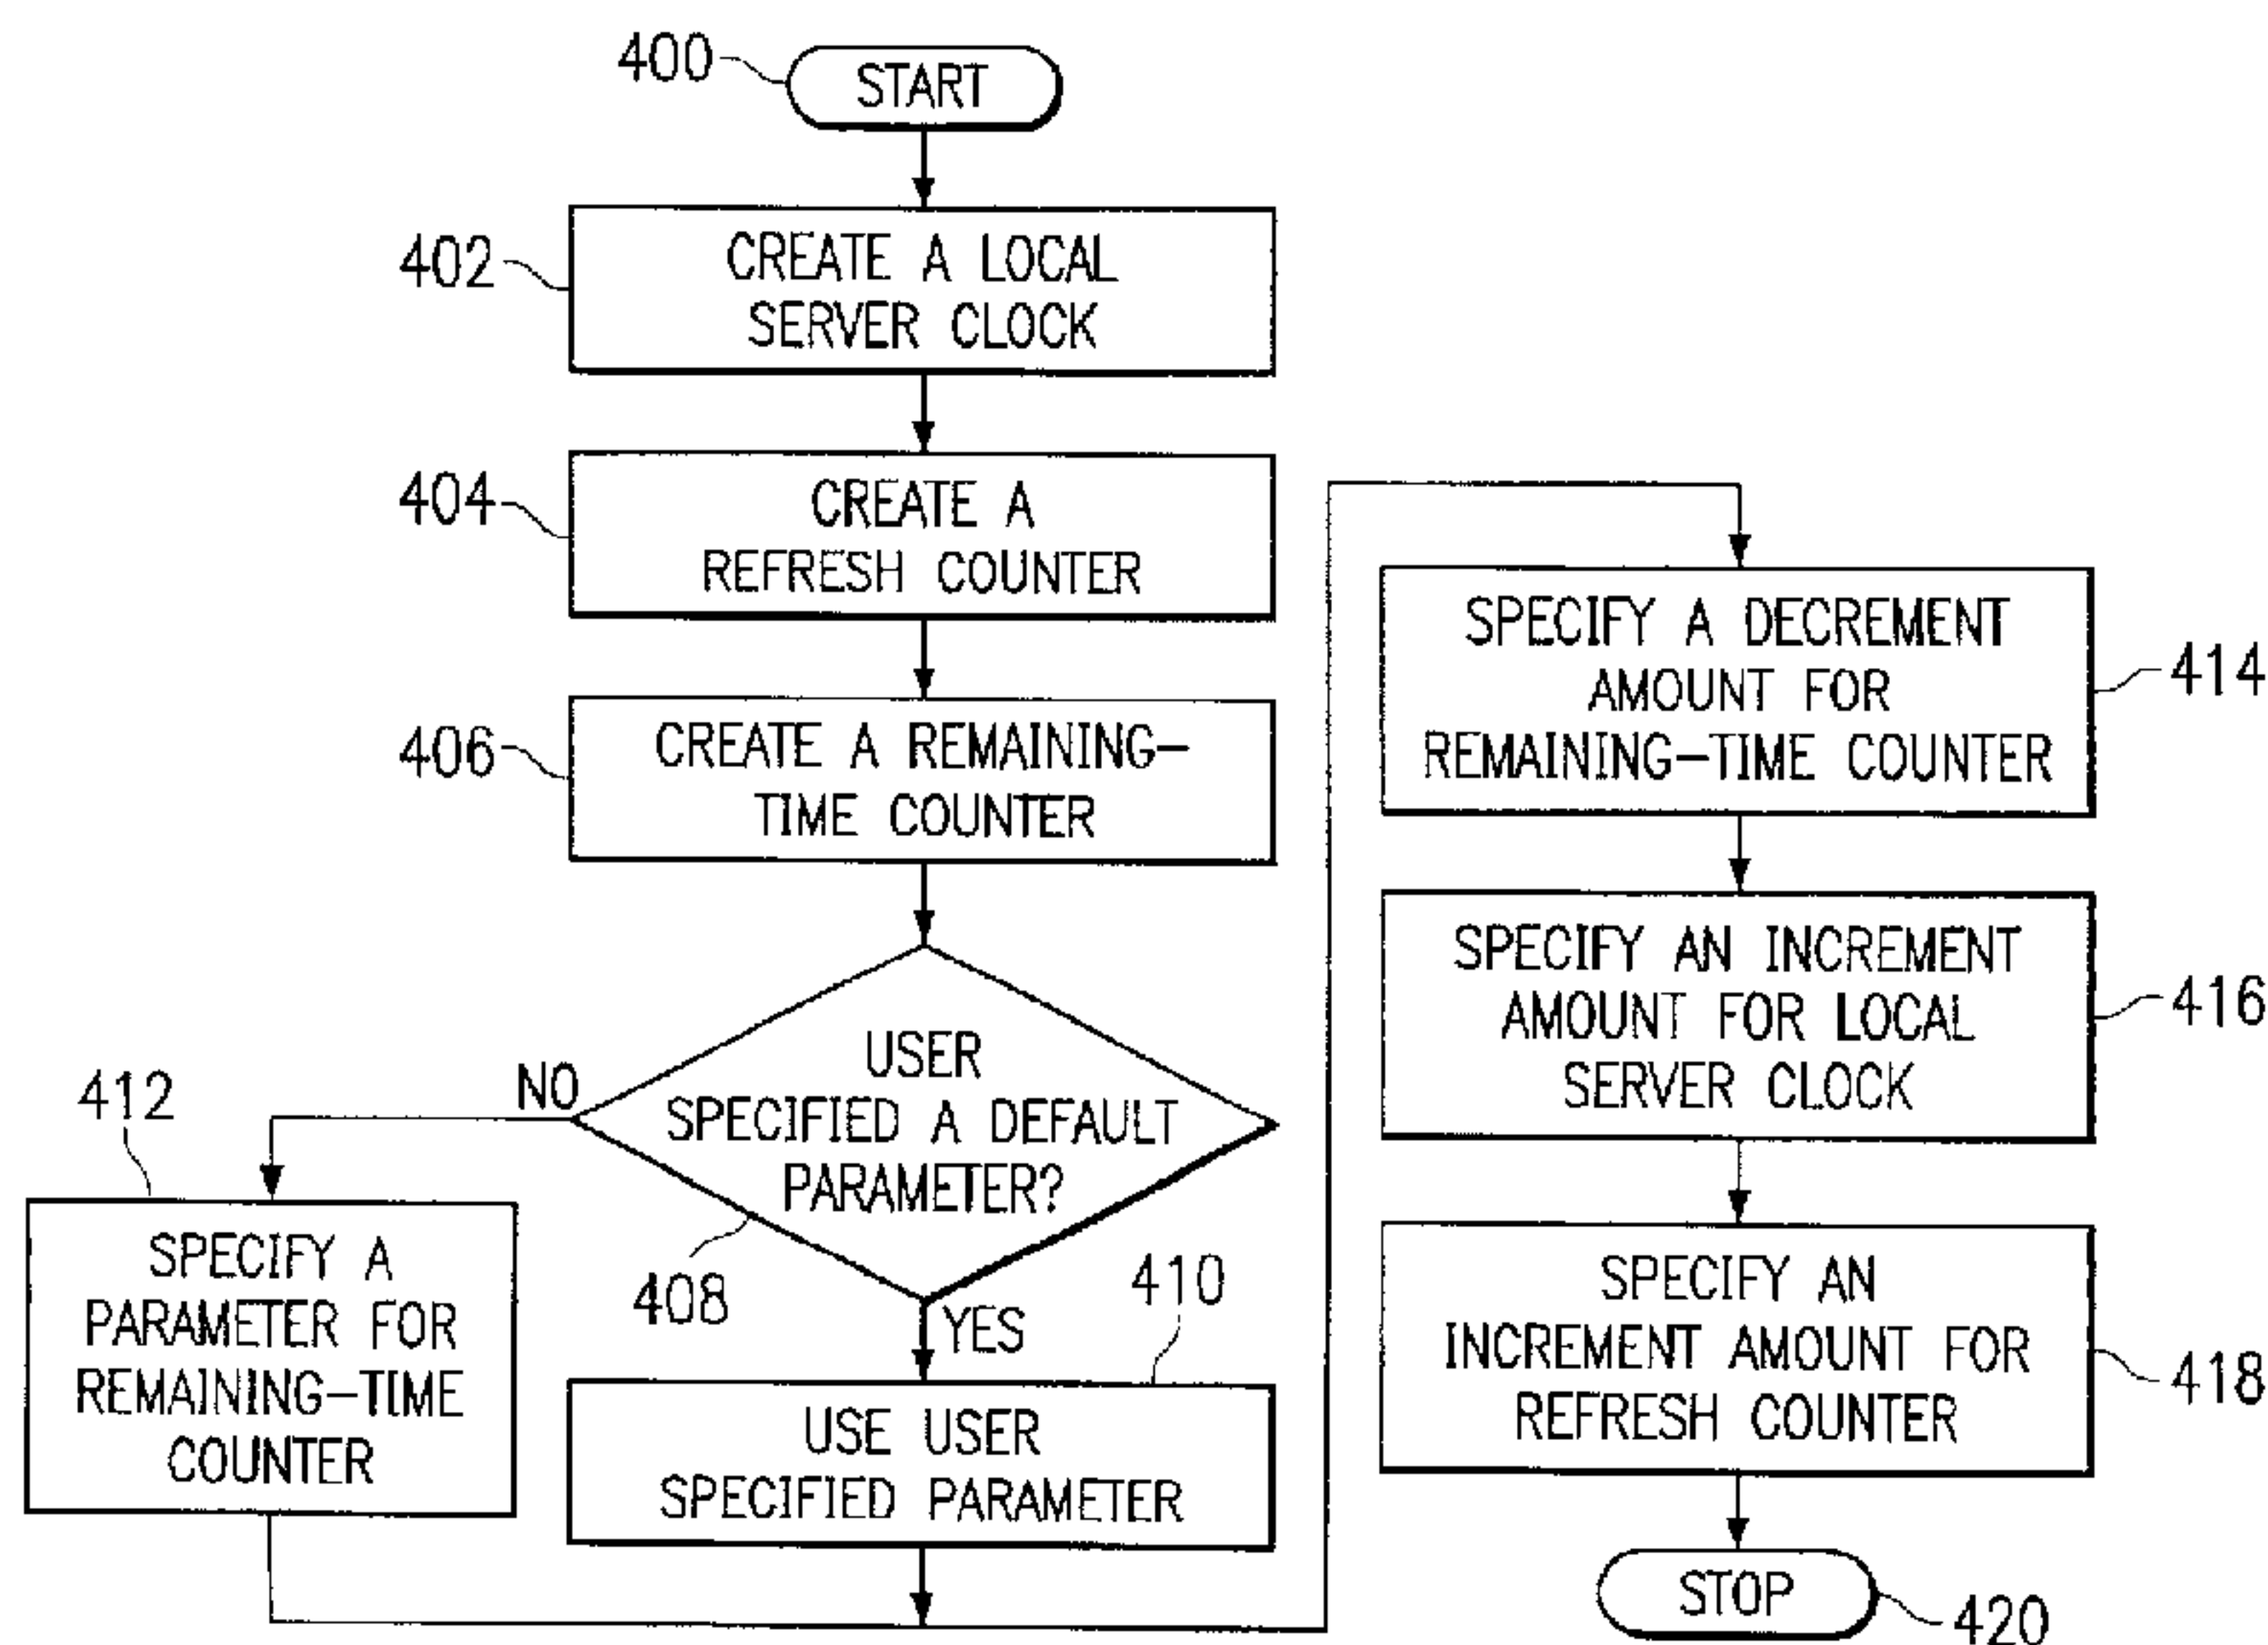 400
START
402
CREATE A LOCAL
SERVER CLOCK
404
CREATE A
REFRESH COUNTER
406
CREATE A REMAINING-
TIME COUNTER
USER
SPECIFIED A DEFAULT
PARAMETER?
408
NO
YES
412
SPECIFY A
PARAMETER FOR
REMAINING-TIME
COUNTER
410
USE USER
SPECIFIED PARAMETER
SPECIFY A DECREMENT
AMOUNT FOR
REMAINING-TIME COUNTER
414
SPECIFY AN INCREMENT
AMOUNT FOR LOCAL
SERVER CLOCK
416
SPECIFY AN
INCREMENT AMOUNT FOR
REFRESH COUNTER
418
STOP
420